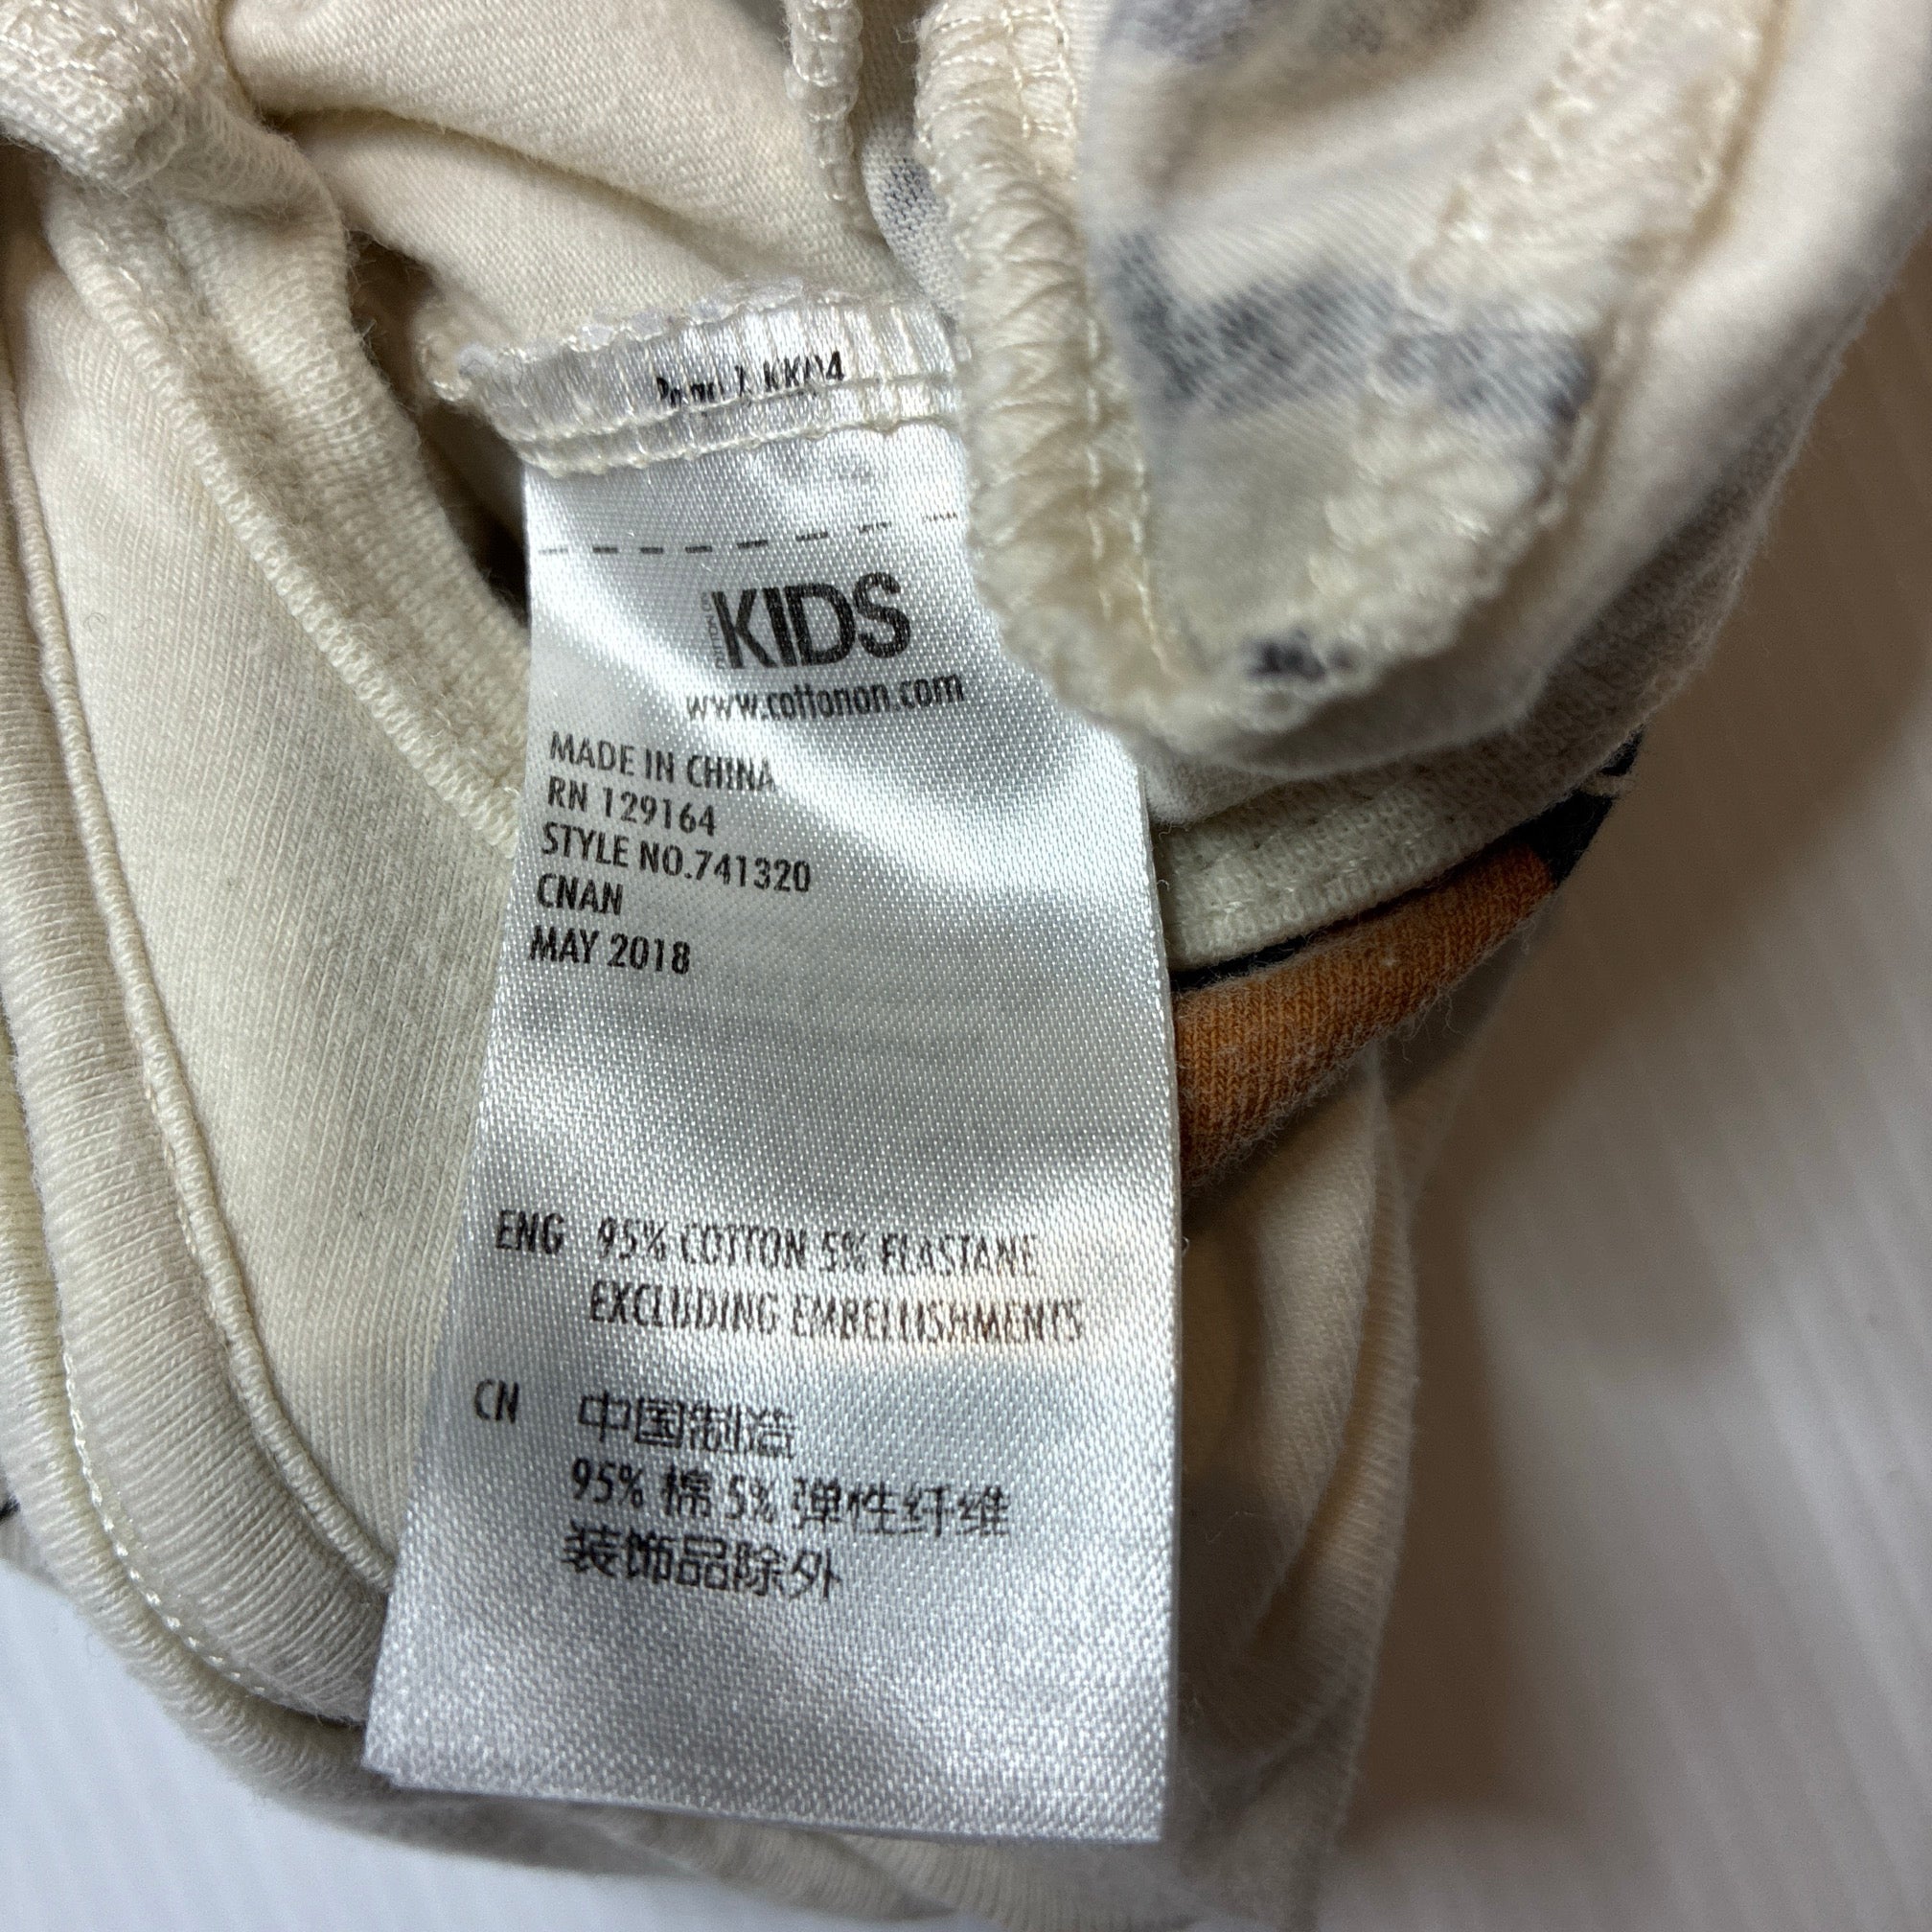 KIDS
www.cottonon.com
MADE IN CHINA
RN 129164
STYLE NO.741320
CNAN
MAY 2018
ENG 95% COTTON 5% ELASTANE
EXCLUDING EMBELLISHMENTS
CN 中国制造
95% 棉 5% 弹性纤维
装饰品除外